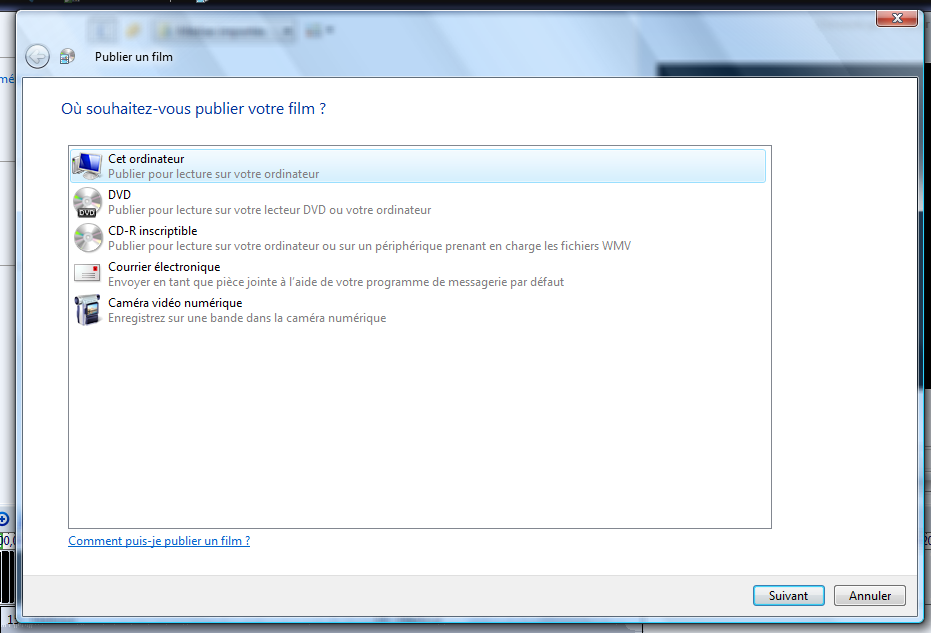 Publier un film
Où souhaitez-vous publier votre film ?
Cet ordinateur
Publier pour lecture sur votre ordinateur
DVD
DVD
Publier pour lecture sur votre lecteur DVD ou votre ordinateur
CD-R inscriptible
Publier pour lecture sur votre ordinateur ou sur un périphérique prenant en charge les fichiers WMV
Courrier électronique
Envoyer en tant que pièce jointe à l'aide de votre programme de messagerie par défaut
Caméra vidéo numérique
Enregistrez sur une bande dans la caméra numérique
Comment puis-je publier un film ?
Suivant
Annuler